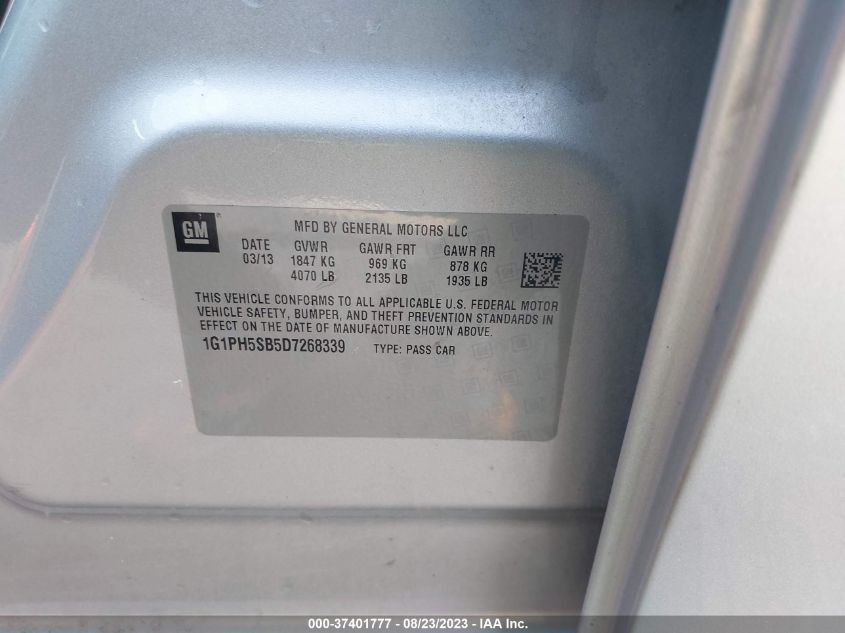 GM®
MFD BY GENERAL MOTORS LLC
DATE GVWR GAWR FRT GAWR RR
03/13 1847 KG 969 KG 878 KG
4070 LB 2135 LB 1935 LB
THIS VEHICLE CONFORMS TO ALL APPLICABLE U.S. FEDERAL MOTOR
VEHICLE SAFETY, BUMPER, AND THEFT PREVENTION STANDARDS IN
EFFECT ON THE DATE OF MANUFACTURE SHOWN ABOVE.
1G1PH5SB5D7268339 TYPE: PASS CAR
000-37401777 - 08/23/2023 - IAA Inc.